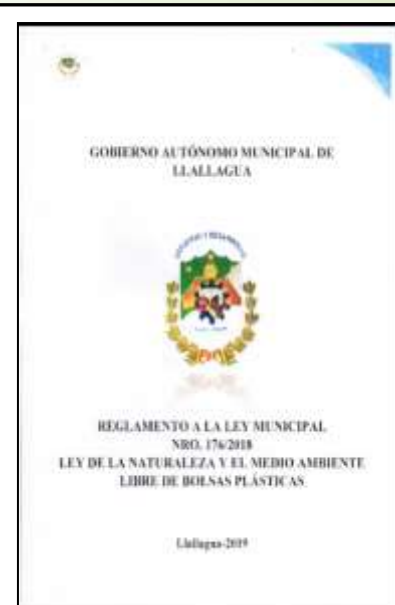 GOBIERNO AUTÓNOMO MUNICIPAL DE
LLALLAGUA
REGLAMENTO A LA LEY MUNICIPAL
NRO. 176/2018
LEY DE LA NATURALEZA Y EL MEDIO AMBIENTE
LIBRE DE BOLSAS PLÁSTICAS
Llallagua-2019